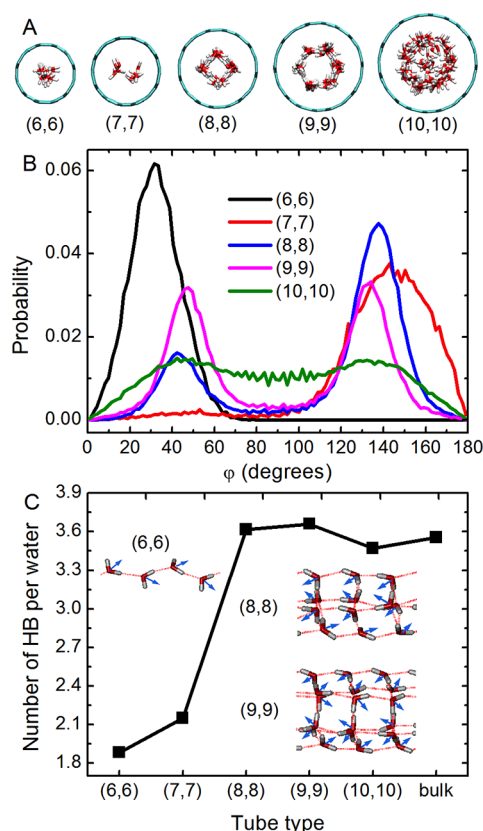 A
(6,6) (7,7) (8,8) (9,9) (10,10)
B
0.06
0.04
0.02
0.00
Probability
(6,6)
(7,7)
(8,8)
(9,9)
(10,10)
0 20 40 60 80 100 120 140 160 180
φ (degrees)
C
3.9
3.6
3.3
3.0
2.7
2.4
2.1
1.8
Number of HB per water
(6,6)
(8,8)
(9,9)
(6,6) (7,7) (8,8) (9,9) (10,10) bulk
Tube type